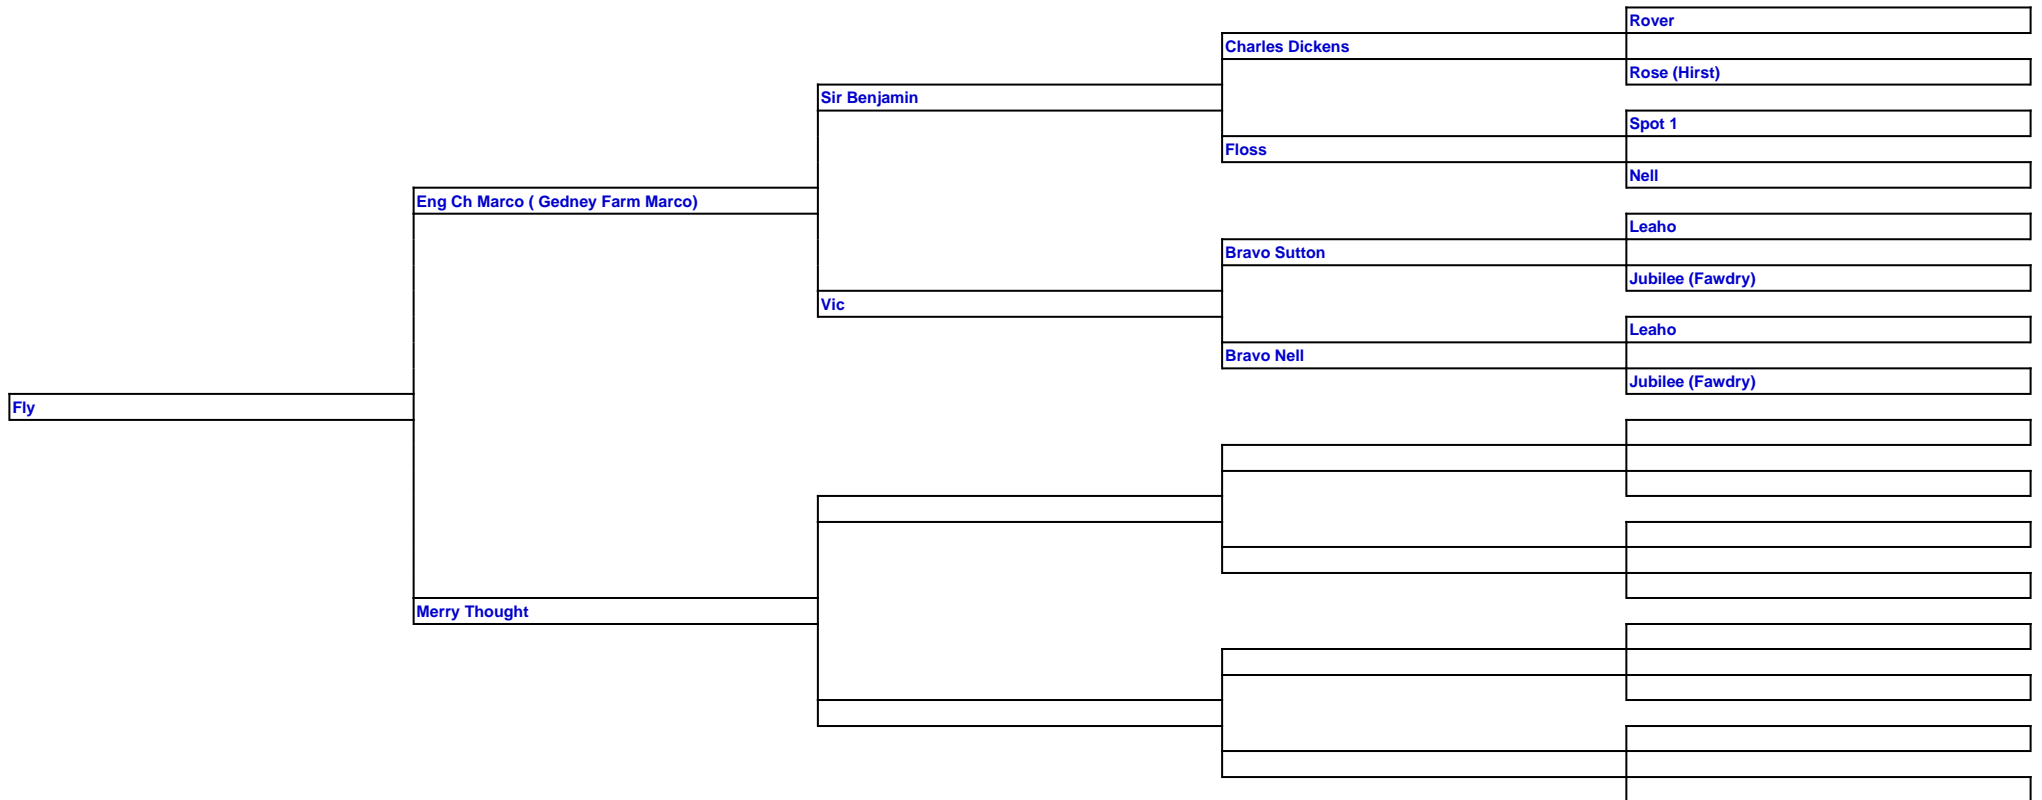 Rover
Charles Dickens
Rose (Hirst)
Sir Benjamin
Spot 1
Floss
Nell
Eng Ch Marco ( Gedney Farm Marco)
Leaho
Bravo Sutton
Jubilee (Fawdry)
Vic
Leaho
Bravo Nell
Jubilee (Fawdry)
Fly
Merry Thought